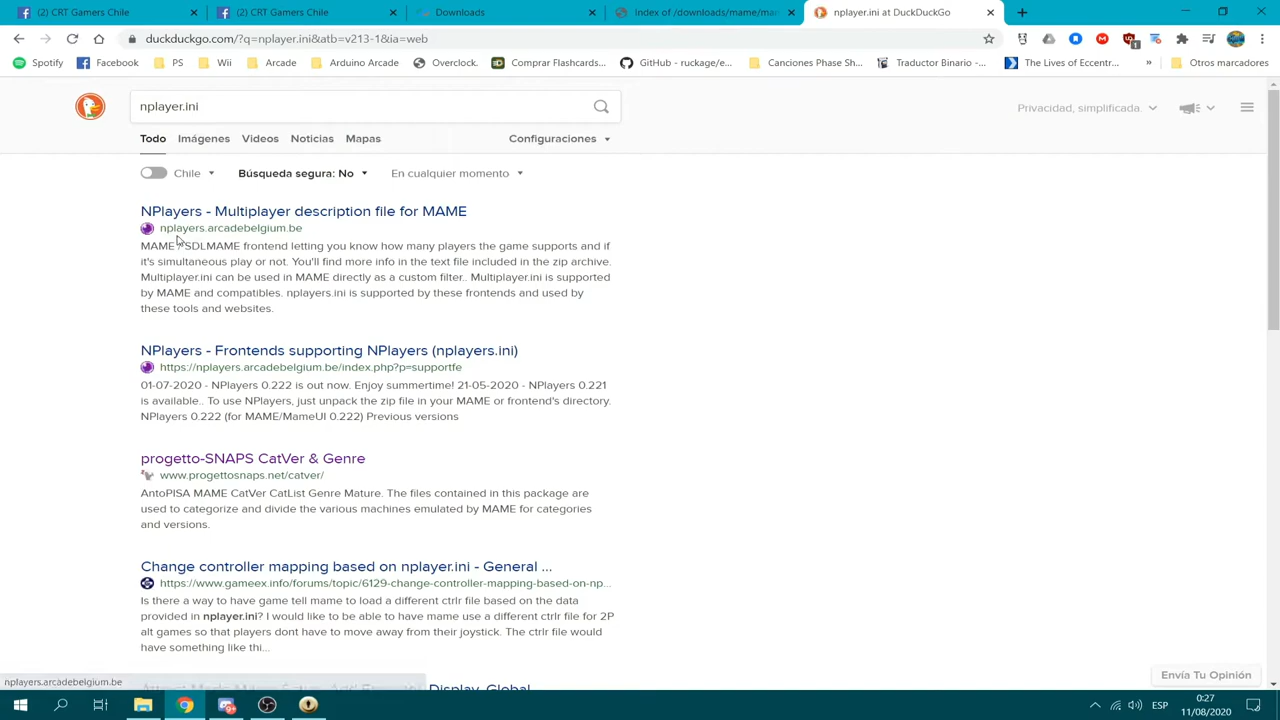 (2) CRT Gamers Chile
(2) CRT Gamers Chile
Downloads
Index of /downloads/mame/mam
nplayer.ini at DuckDuckGo
duckduckgo.com/?q=nplayer.ini&atb=v213-1&ia=web
1
Spotify
Facebook
PS
Wii
Arcade
Arduino Arcade
Overclock.
Comprar Flashcards...
GitHub - ruckage/e...
Canciones Phase Sh...
Traductor Binario -...
The Lives of Eccentr...
»
Otros marcadores
nplayer.ini
Privacidad, simplificada.
Todo
Imágenes
Videos
Noticias
Mapas
Configuraciones
Chile
Búsqueda segura: No
En cualquier momento
NPlayers - Multiplayer description file for MAME
nplayers.arcadebelgium.be
MAME / SDLMAME frontend letting you know how many players the game supports and if
it's simultaneous play or not. You'll find more info in the text file included in the zip archive.
Multiplayer.ini can be used in MAME directly as a custom filter.. Multiplayer.ini is supported
by MAME and compatibles. nplayers.ini is supported by these frontends and used by
these tools and websites.
NPlayers - Frontends supporting NPlayers (nplayers.ini)
https://nplayers.arcadebelgium.be/index.php?p=supportfe
01-07-2020 - NPlayers 0.222 is out now. Enjoy summertime! 21-05-2020 - NPlayers 0.221
is available.. To use NPlayers, just unpack the zip file in your MAME or frontend's directory.
NPlayers 0.222 (for MAME/MameUI 0.222) Previous versions
progetto-SNAPS CatVer & Genre
www.progettosnaps.net/catver/
AntoPISA MAME CatVer CatList Genre Mature. The files contained in this package are
used to categorize and divide the various machines emulated by MAME for categories
and versions.
Change controller mapping based on nplayer.ini - General ...
https://www.gameex.info/forums/topic/6129-change-controller-mapping-based-on-np...
Is there a way to have game tell mame to load a different ctrlr file based on the data
provided in nplayer.ini? I would like to be able to have mame use a different ctrlr file for 2P
alt games so that players dont have to move away from their joystick. The ctrlr file would
have something like thi...
Display, Global
nplayers.arcadebelgium.be
Envía Tu Opinión
ESP
0:27
11/08/2020